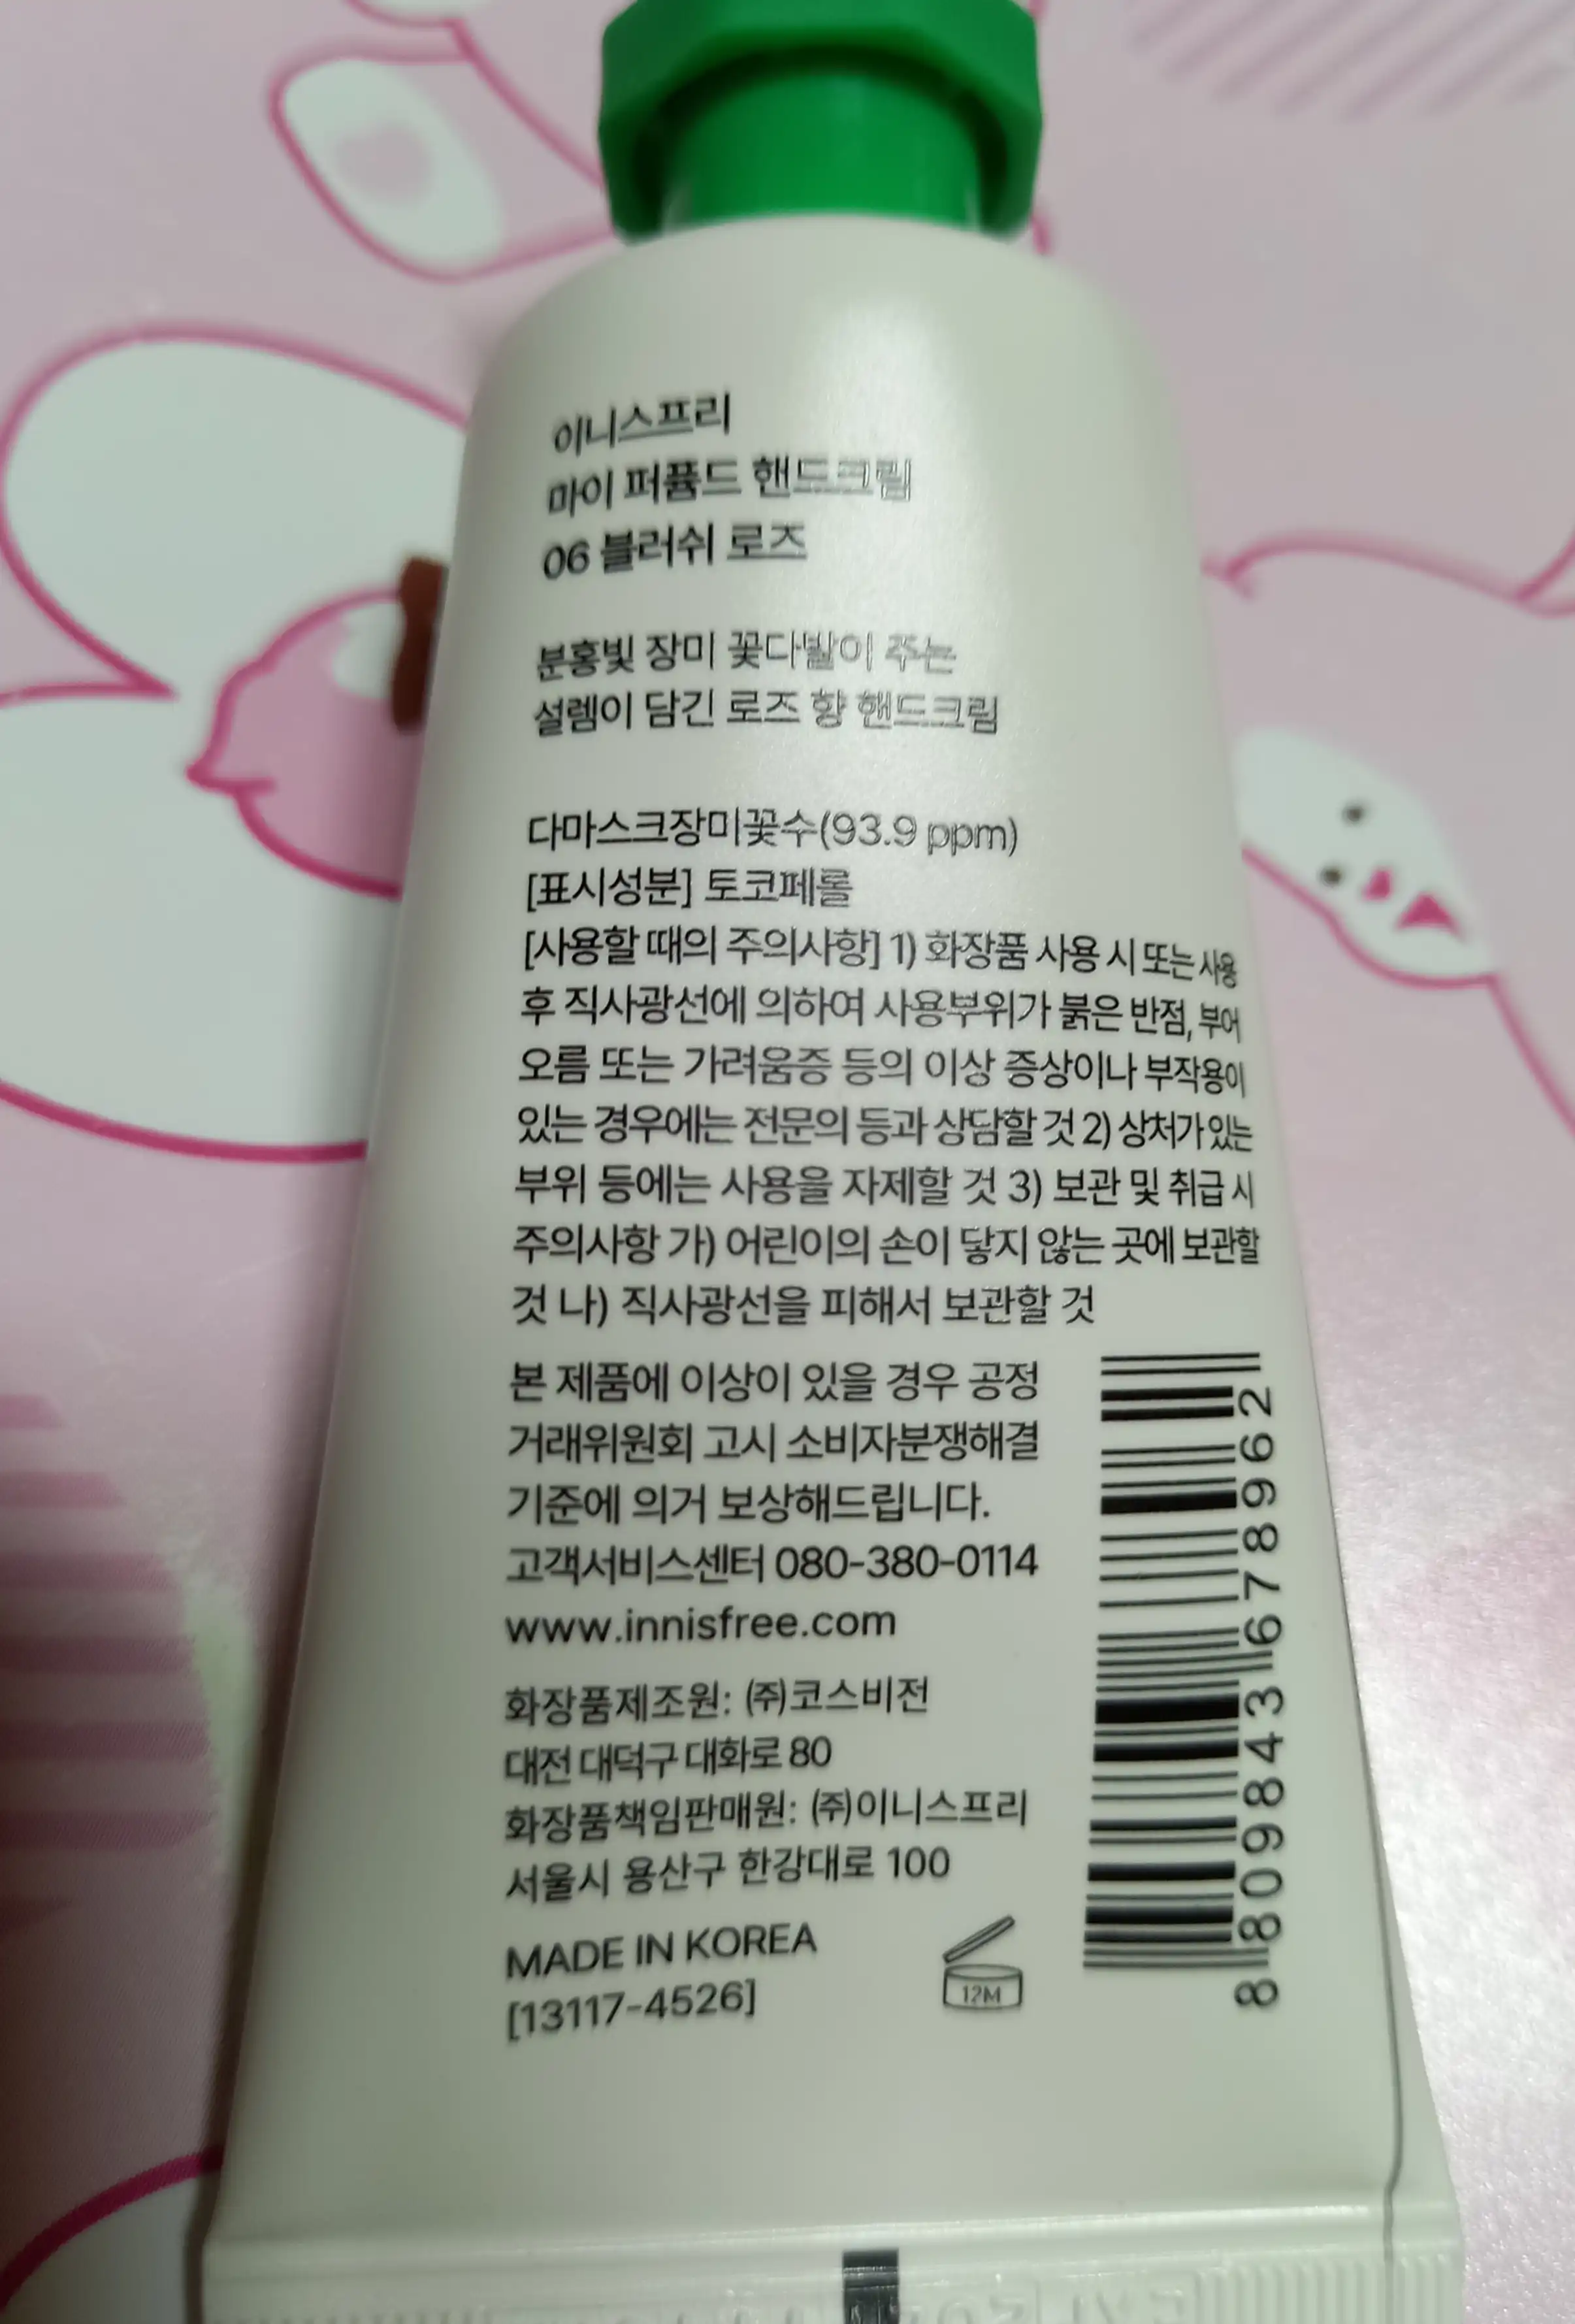 이니스프리
마이 퍼퓸드 핸드크림
06 블러쉬 로즈
분홍빛 장미 꽃다발이 주는
설렘이 담긴 로즈 향 핸드크림
다마스크장미꽃수(93.9 ppm)
[표시성분] 토코페롤
[사용할 때의 주의사항] 1) 화장품 사용 시 또는 사용
후 직사광선에 의하여 사용부위가 붉은 반점, 부어
오름 또는 가려움증 등의 이상 증상이나 부작용이
있는 경우에는 전문의 등과 상담할 것 2) 상처가 있는
부위 등에는 사용을 자제할 것 3) 보관 및 취급 시
주의사항 가) 어린이의 손이 닿지 않는 곳에 보관할
것 나) 직사광선을 피해서 보관할 것
본 제품에 이상이 있을 경우 공정
거래위원회 고시 소비자분쟁해결
기준에 의거 보상해드립니다.
고객서비스센터 080-380-0114
www.innisfree.com
화장품제조원: (주)코스비전
대전 대덕구 대화로 80
화장품책임판매원: (주)이니스프리
서울시 용산구 한강대로 100
MADE IN KOREA
[13117-4526]
12M
8 809843 678962